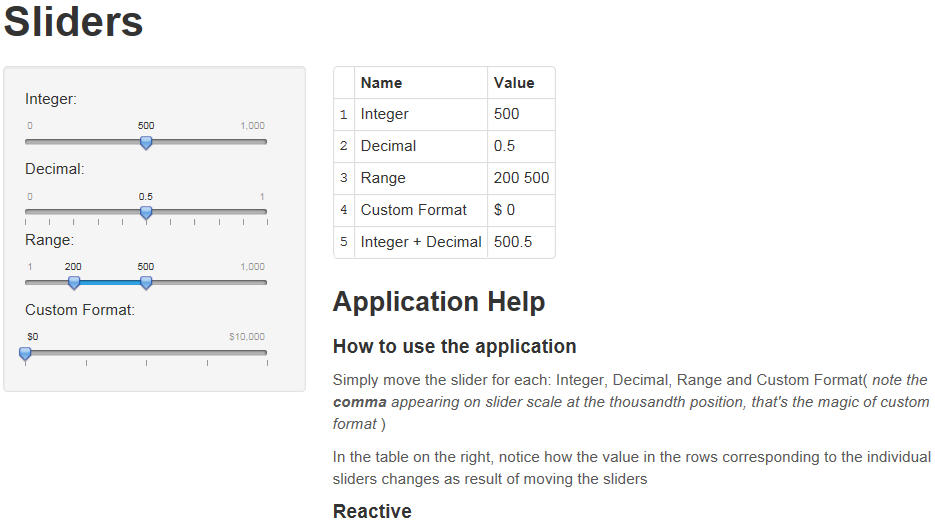 Sliders
Integer:
0 500 1,000
Decimal:
0 0.5 1
Range:
1 200 500 1,000
Custom Format:
$0 $10,000
Name Value
1 Integer 500
2 Decimal 0.5
3 Range 200 500
4 Custom Format $ 0
5 Integer + Decimal 500.5
Application Help
How to use the application
Simply move the slider for each: Integer, Decimal, Range and Custom Format( note the
comma appearing on slider scale at the thousandth position, that's the magic of custom
format )
In the table on the right, notice how the value in the rows corresponding to the individual
sliders changes as result of moving the sliders
Reactive